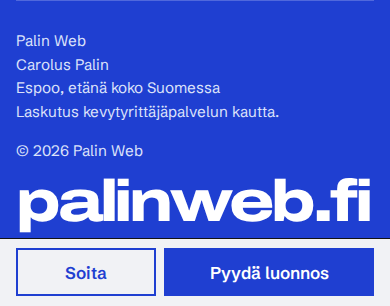 Palin Web
Carolus Palin
Espoo, etänä koko Suomessa
Laskutus kevytyrittäjäpalvelun kautta.
© 2026 Palin Web
palinweb.fi
Soita
Pyydä luonnos